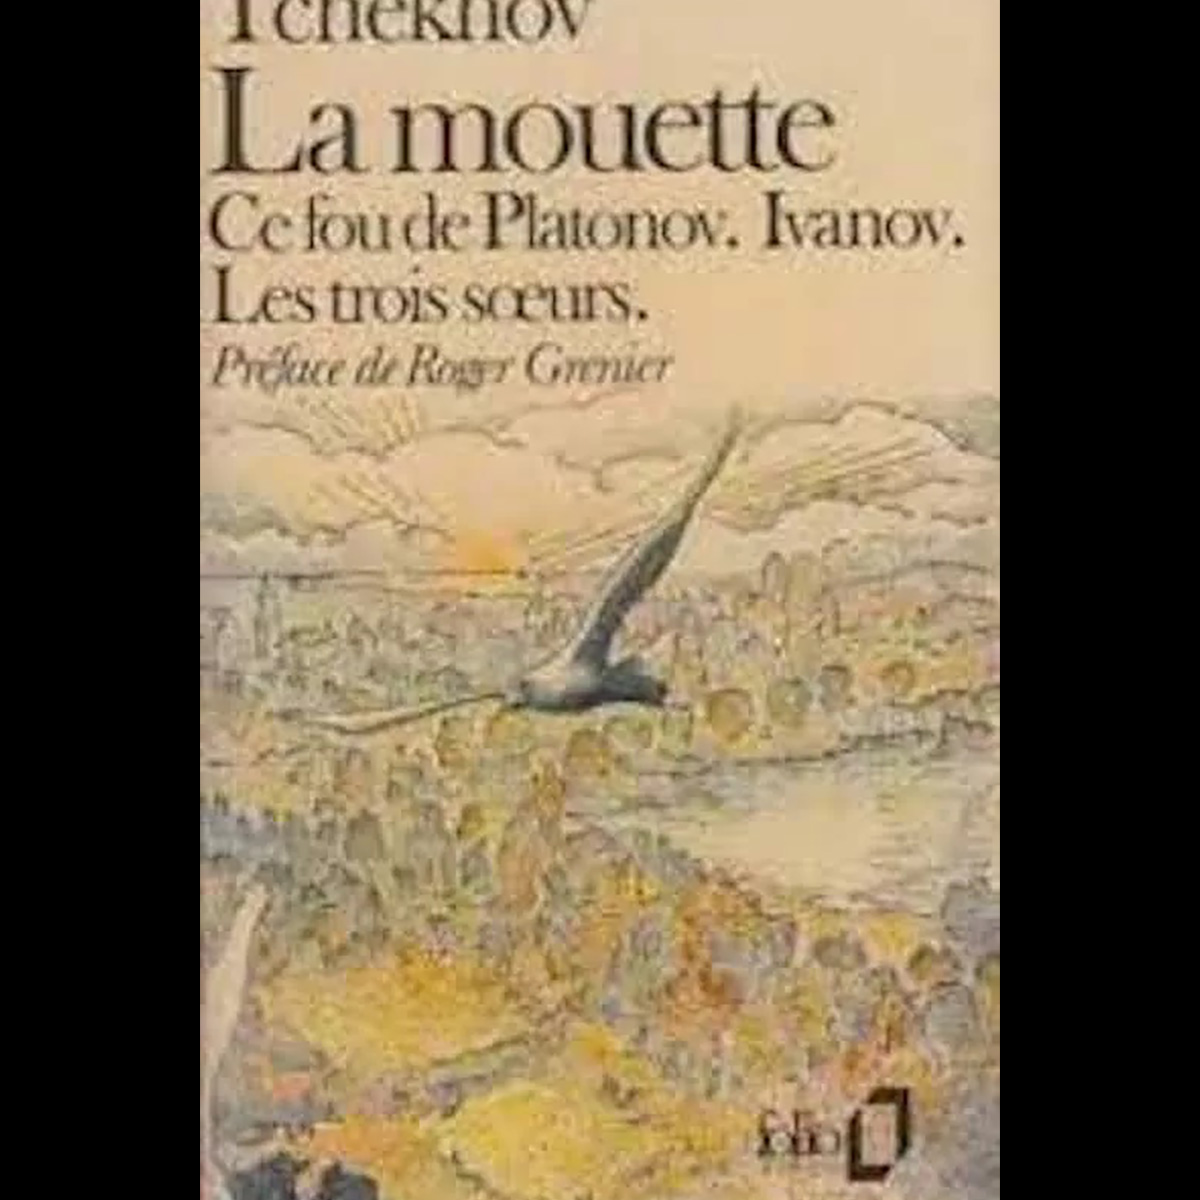 Tchekhov
La mouette
Ce fou de Platonov. Ivanov.
Les trois sœurs.
Préface de Roger Grenier
folio